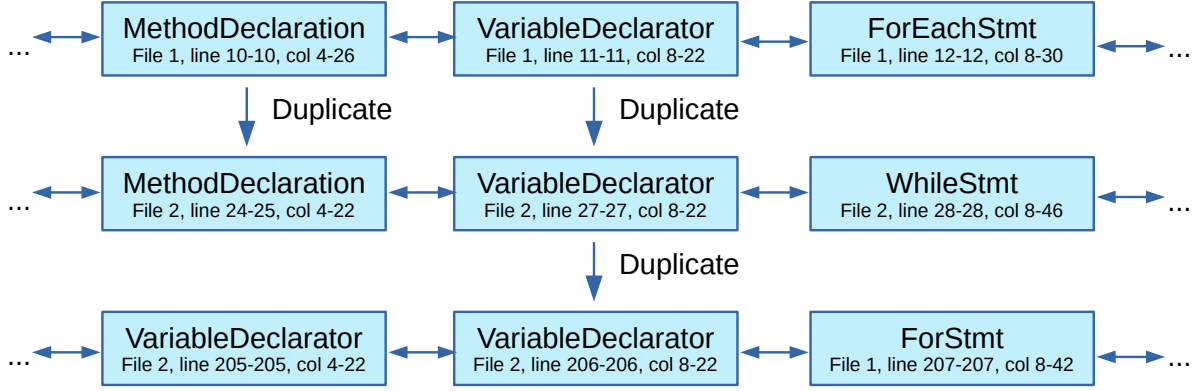 ... MethodDeclaration VariableDeclarator ForEachStmt ...
File 1, line 10-10, col 4-26 File 1, line 11-11, col 8-22 File 1, line 12-12, col 8-30
Duplicate Duplicate
... MethodDeclaration VariableDeclarator WhileStmt ...
File 2, line 24-25, col 4-22 File 2, line 27-27, col 8-22 File 2, line 28-28, col 8-46
Duplicate
... VariableDeclarator VariableDeclarator ForStmt ...
File 2, line 205-205, col 4-22 File 2, line 206-206, col 8-22 File 1, line 207-207, col 8-42